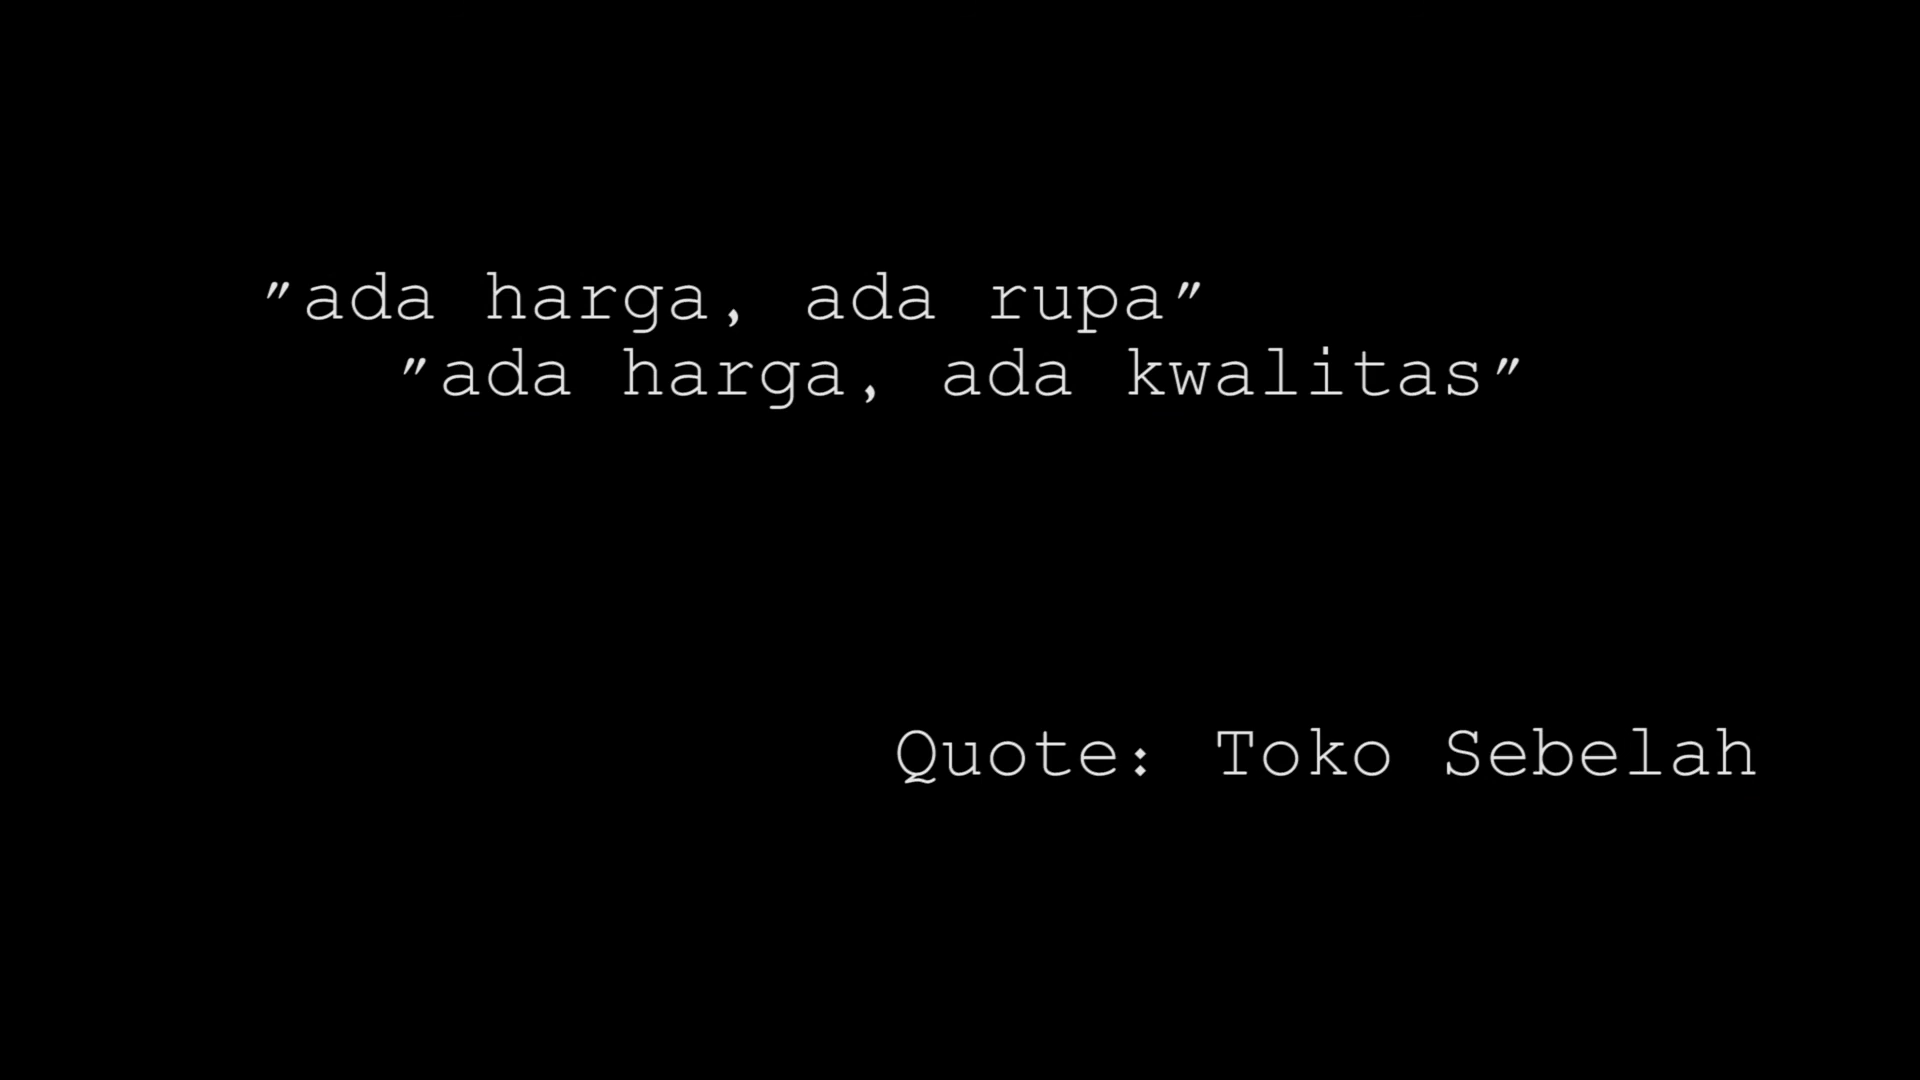 "ada harga, ada rupa"
"ada harga, ada kwalitas"
Quote: Toko Sebelah